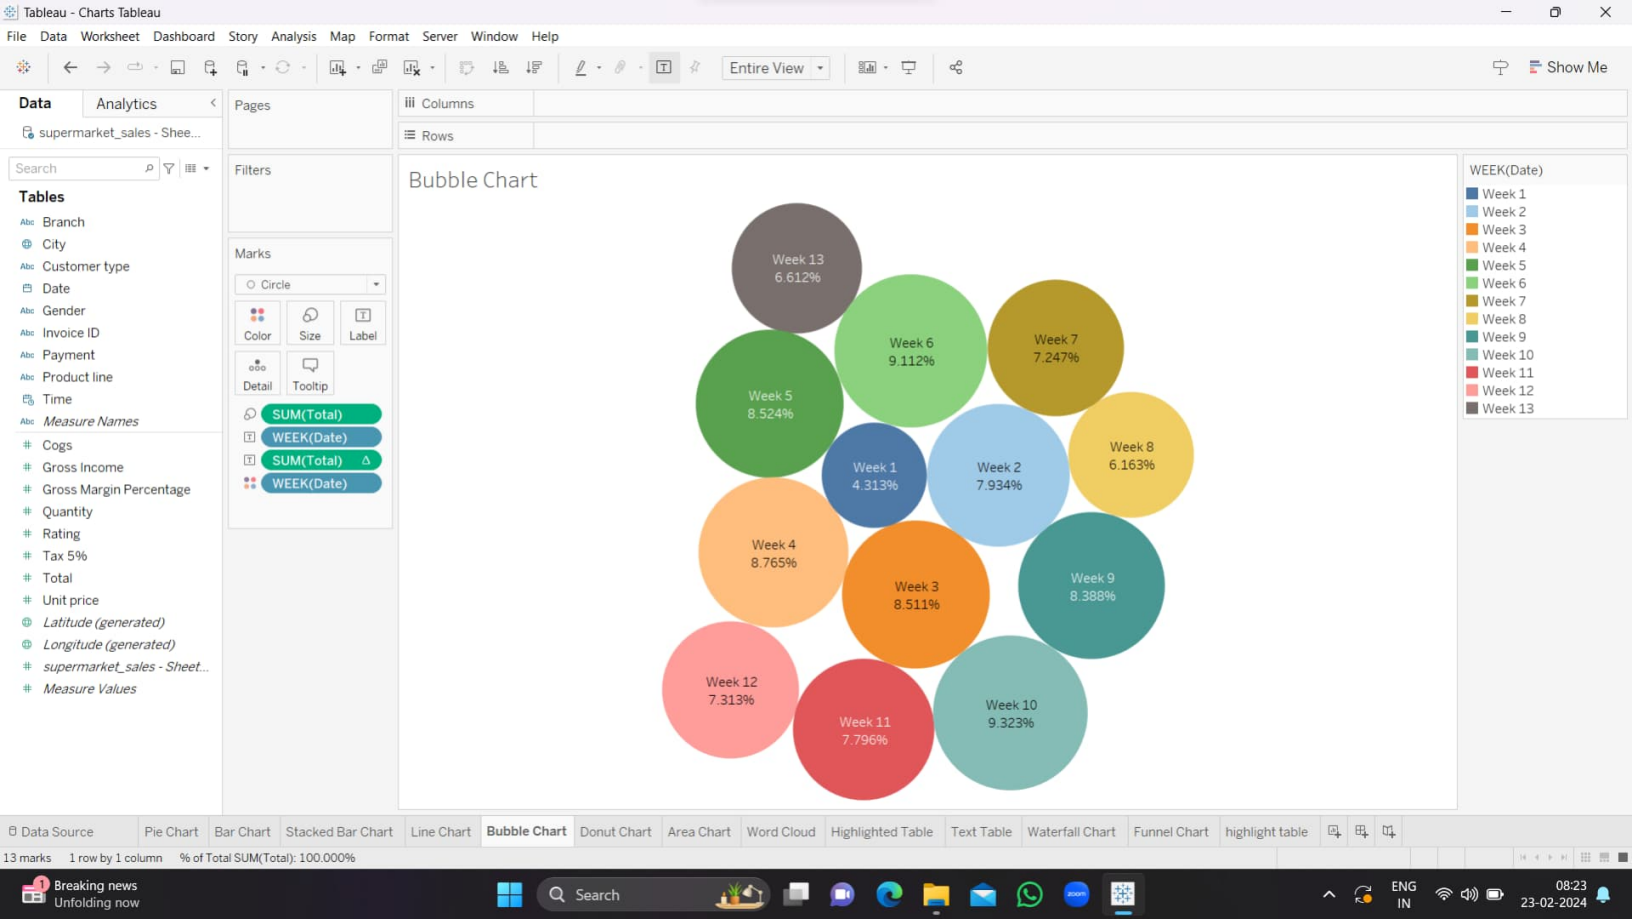 Tableau - Charts Tableau
File Data Worksheet Dashboard Story Analysis Map Format Server Window Help
Entire View
Show Me
Data Analytics
supermarket_sales - Shee...
Search
Tables
Abc Branch
City
Abc Customer type
Date
Abc Gender
Abc Invoice ID
Abc Payment
Abc Product line
Time
Abc Measure Names
# Cogs
# Gross Income
# Gross Margin Percentage
# Quantity
# Rating
# Tax 5%
# Total
# Unit price
Latitude (generated)
Longitude (generated)
# supermarket_sales - Sheet...
# Measure Values
Pages
Filters
Marks
Circle
Color Size Label
Detail Tooltip
SUM(Total)
WEEK(Date)
SUM(Total) Δ
WEEK(Date)
Columns
Rows
Bubble Chart
Week 13
6.612%
Week 6
9.112%
Week 7
7.247%
Week 5
8.524%
Week 8
6.163%
Week 1
4.313%
Week 2
7.934%
Week 4
8.765%
Week 3
8.511%
Week 9
8.388%
Week 12
7.313%
Week 11
7.796%
Week 10
9.323%
WEEK(Date)
Week 1
Week 2
Week 3
Week 4
Week 5
Week 6
Week 7
Week 8
Week 9
Week 10
Week 11
Week 12
Week 13
Data Source Pie Chart Bar Chart Stacked Bar Chart Line Chart Bubble Chart Donut Chart Area Chart Word Cloud Highlighted Table Text Table Waterfall Chart Funnel Chart highlight table
13 marks 1 row by 1 column % of Total SUM(Total): 100.000%
1
Breaking news
Unfolding now
Search
zoom
ENG
IN
08:23
23-02-2024